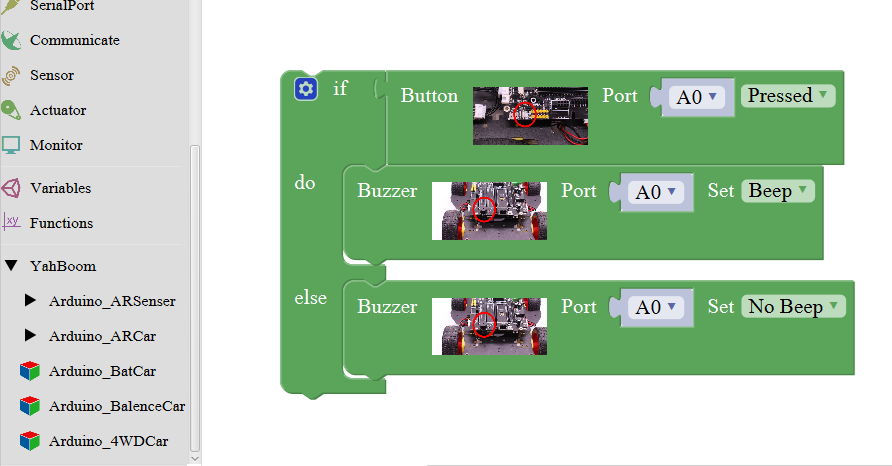 SerialPort
Communicate
Sensor
Actuator
Monitor
Variables
xy
Functions
YahBoom
Arduino_ARSenser
Arduino_ARCar
Arduino_BatCar
Arduino_BalenceCar
Arduino_4WDCar
if
Button Port A0 Pressed
do
Buzzer Port A0 Set Beep
else
Buzzer Port A0 Set No Beep